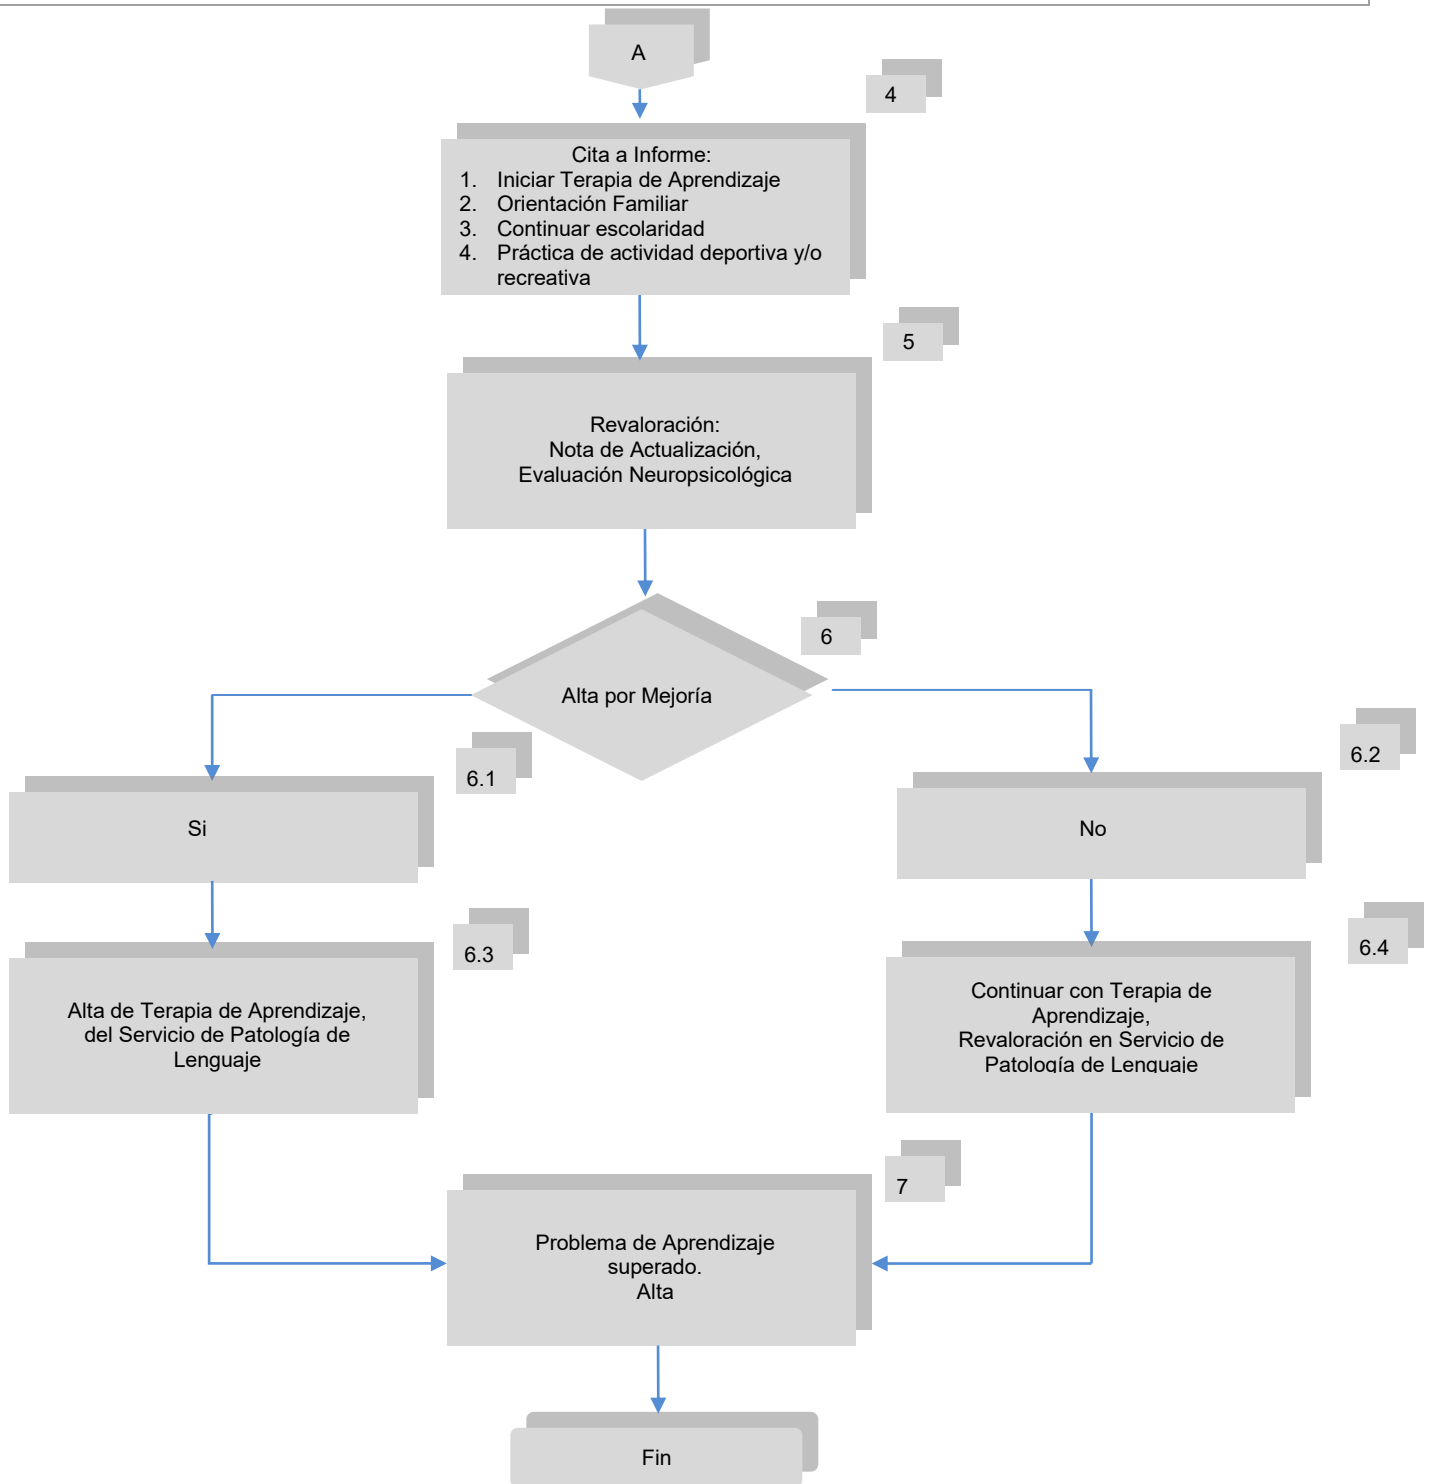 A
4
Cita a Informe:
1. Iniciar Terapia de Aprendizaje
2. Orientación Familiar
3. Continuar escolaridad
4. Práctica de actividad deportiva y/o
recreativa
5
Revaloración:
Nota de Actualización,
Evaluación Neuropsicológica
6
Alta por Mejoría
6.1
6.2
Si
No
6.3
6.4
Alta de Terapia de Aprendizaje,
del Servicio de Patología de
Lenguaje
Continuar con Terapia de
Aprendizaje,
Revaloración en Servicio de
Patología de Lenguaje
7
Problema de Aprendizaje
superado.
Alta
Fin